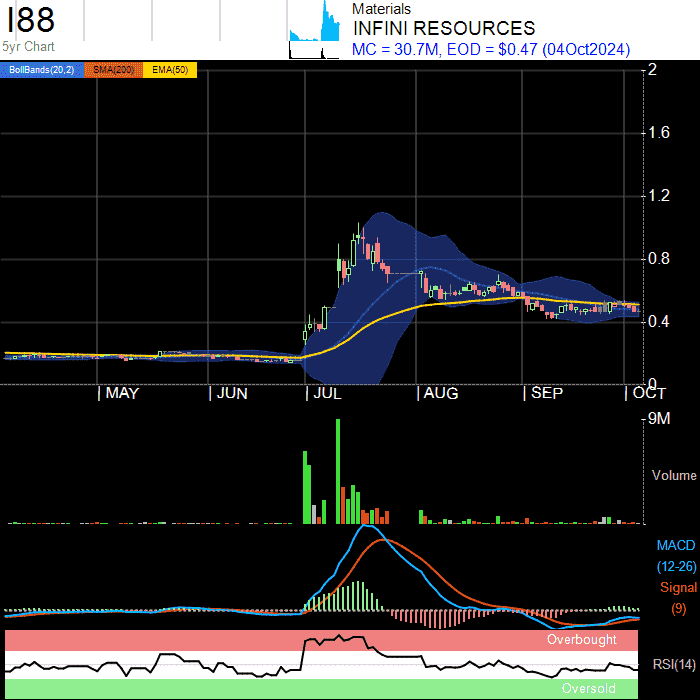 I88
5yr Chart
Materials
INFINI RESOURCES
MC = 30.7M, EOD = $0.47 (04Oct2024)
BollBands(20,2) SMA(200) EMA(50)
2
1.6
1.2
0.8
0.4
0
MAY JUN JUL AUG SEP OCT
9M
Volume
MACD
(12-26)
Signal
(9)
Overbought
RSI(14)
Oversold